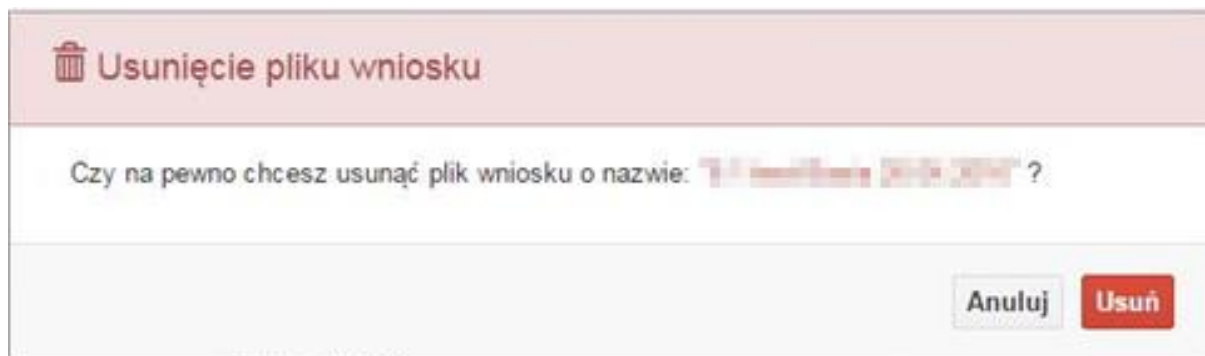 Usunięcie pliku wniosku
Czy na pewno chcesz usunąć plik wniosku o nazwie: ?
Anuluj
Usuń